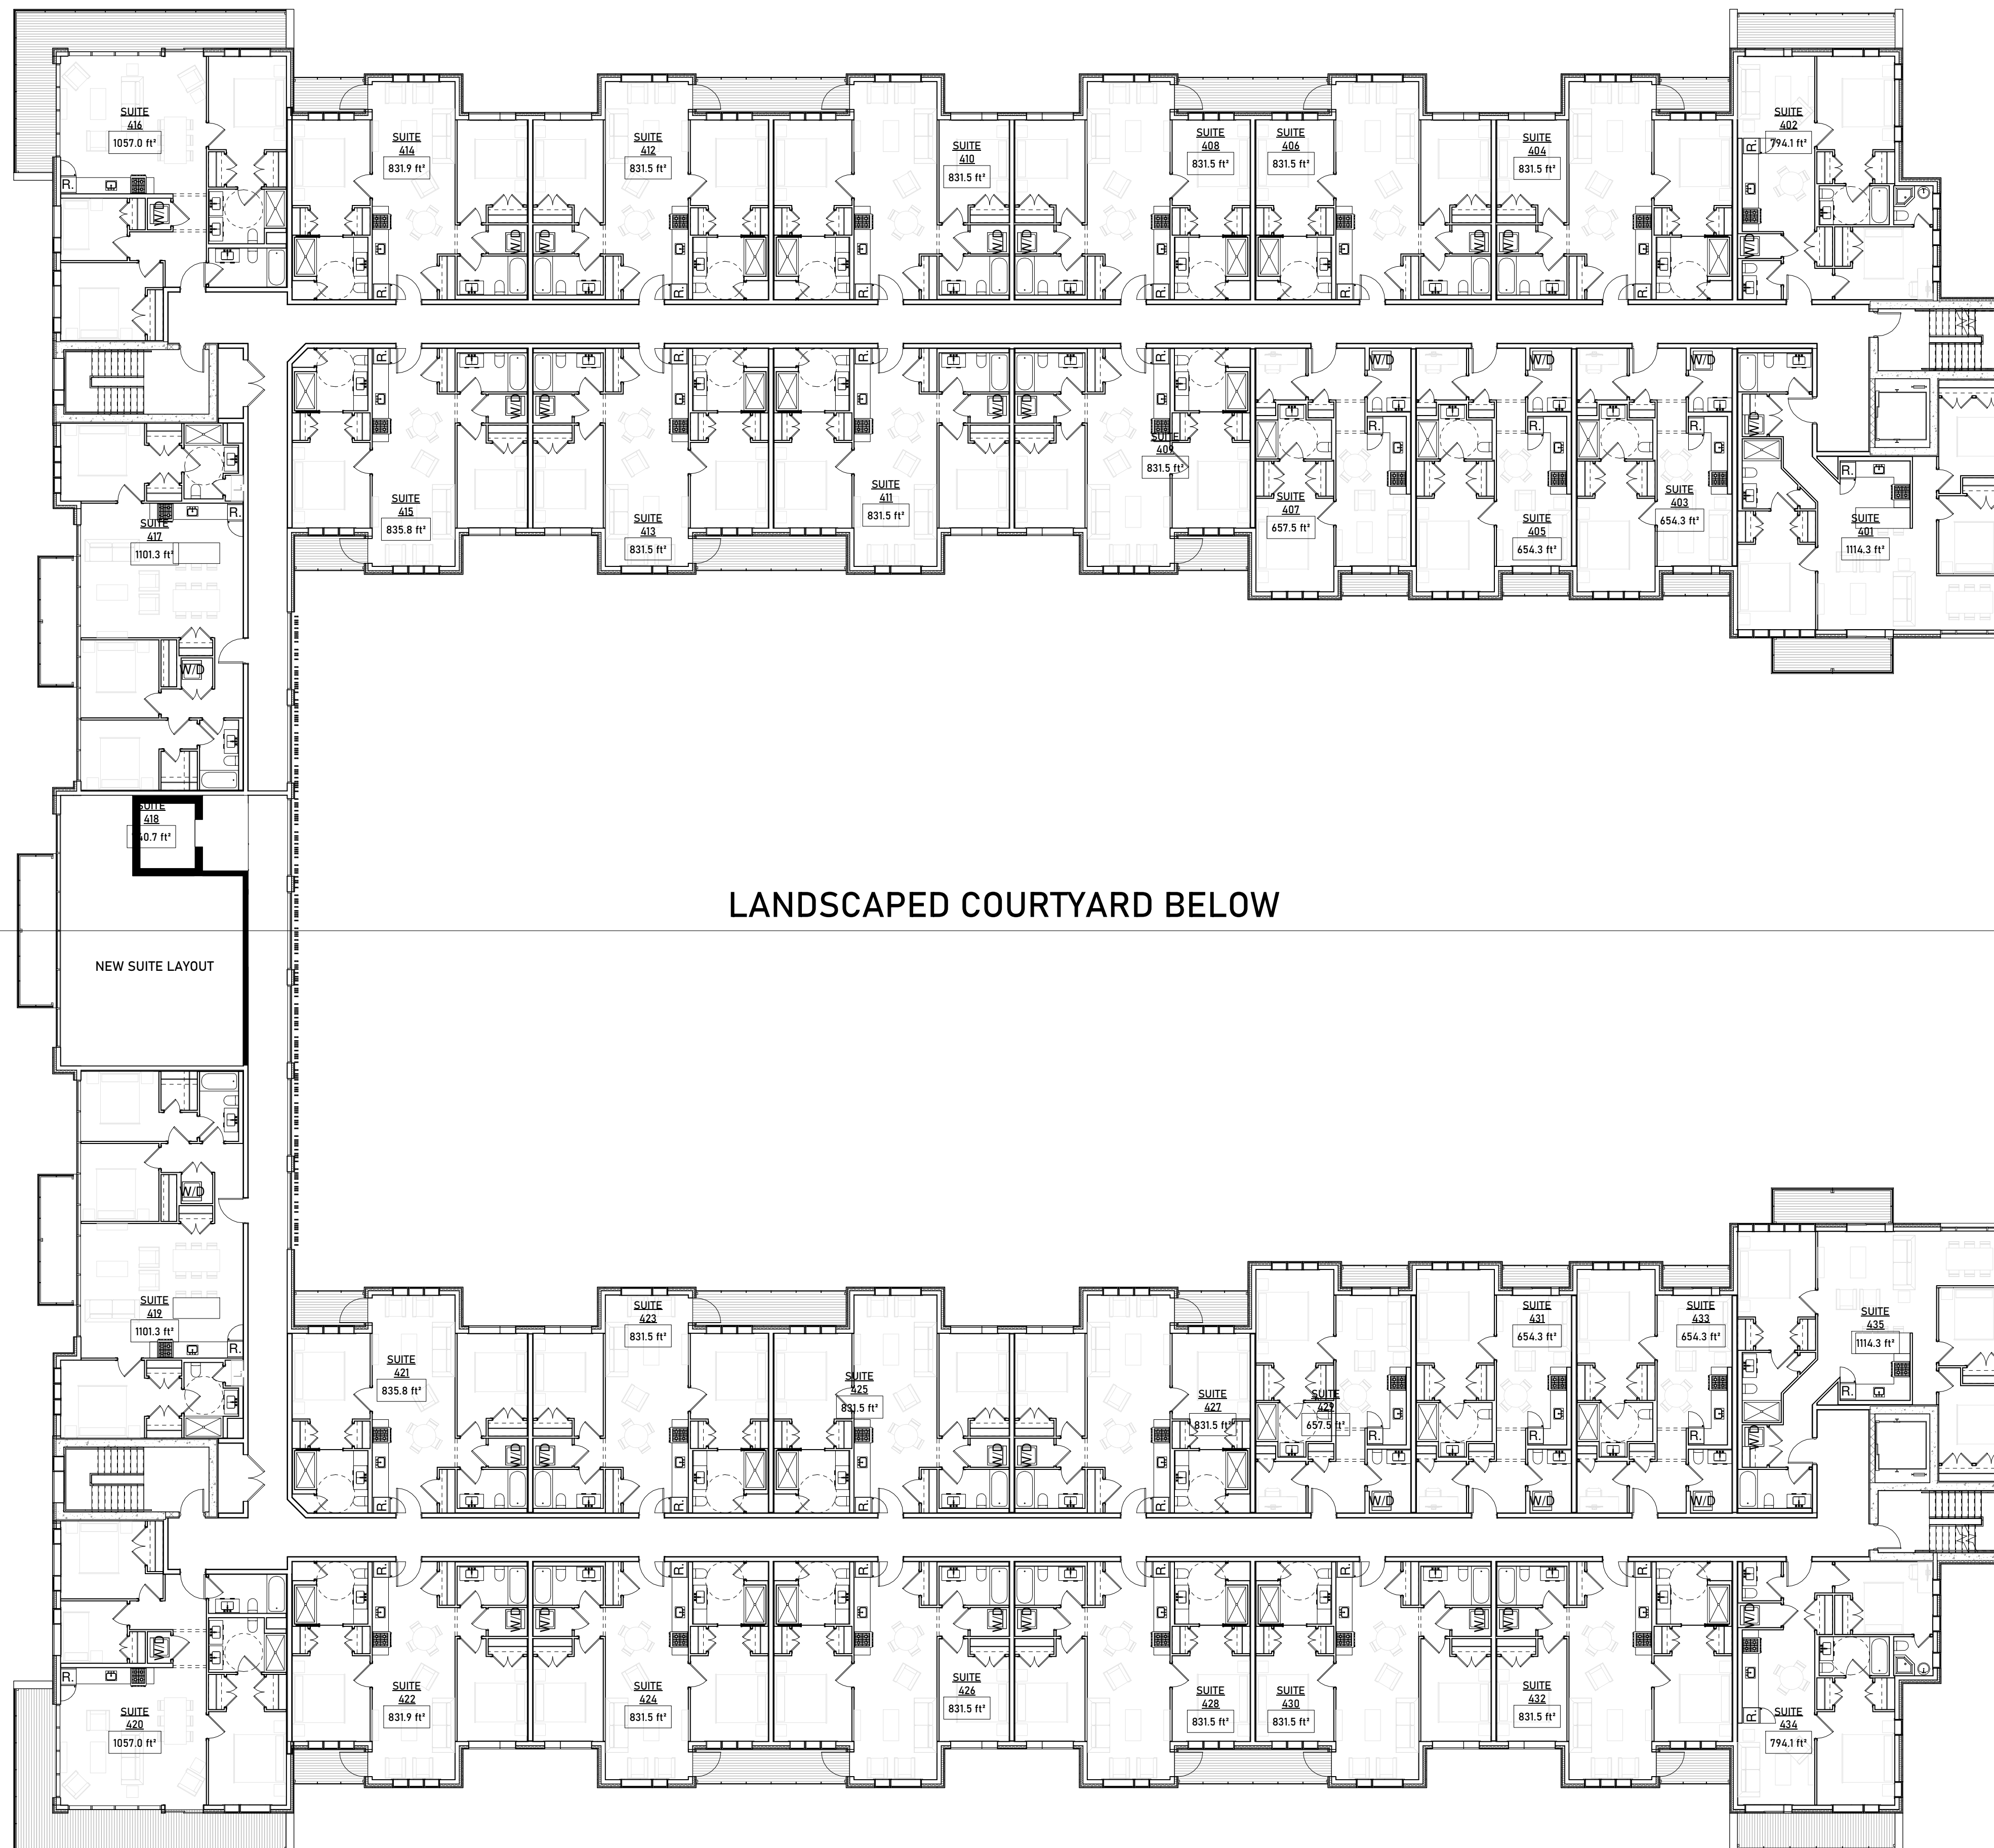 SUITE
416
1057.0 ft²
SUITE
414
831.9 ft²
SUITE
412
831.5 ft²
SUITE
410
831.5 ft²
SUITE
408
831.5 ft²
SUITE
406
831.5 ft²
SUITE
404
831.5 ft²
SUITE
402
794.1 ft²
R.
W/D
R.
W/D
W/D
R.
R.
W/D
W/D
R.
R.
W/D
W/D
R.
R.
W/D
SUITE
415
835.8 ft²
SUITE
413
831.5 ft²
SUITE
411
831.5 ft²
SUITE
409
831.5 ft²
SUITE
407
657.5 ft²
SUITE
405
654.3 ft²
SUITE
403
654.3 ft²
SUITE
401
1114.3 ft²
R.
W/D
W/D
R.
R.
W/D
W/D
R.
W/D
R.
W/D
R.
W/D
R.
W/D
R.
SUITE
417
1101.3 ft²
R.
W/D
SUITE
418
LANDSCAPED COURTYARD BELOW
NEW SUITE LAYOUT
W/D
SUITE
419
1101.3 ft²
R.
SUITE
421
835.8 ft²
SUITE
423
831.5 ft²
SUITE
425
831.5 ft²
SUITE
427
831.5 ft²
SUITE
429
657.5 ft²
SUITE
431
654.3 ft²
SUITE
433
654.3 ft²
SUITE
435
1114.3 ft²
R.
W/D
W/D
R.
R.
W/D
W/D
R.
R.
W/D
R.
W/D
R.
W/D
R.
W/D
SUITE
420
1057.0 ft²
SUITE
422
831.9 ft²
SUITE
424
831.5 ft²
SUITE
426
831.5 ft²
SUITE
428
831.5 ft²
SUITE
430
831.5 ft²
SUITE
432
831.5 ft²
SUITE
434
794.1 ft²
R.
W/D
R.
W/D
W/D
R.
R.
W/D
W/D
R.
R.
W/D
W/D
R.
W/D
R.